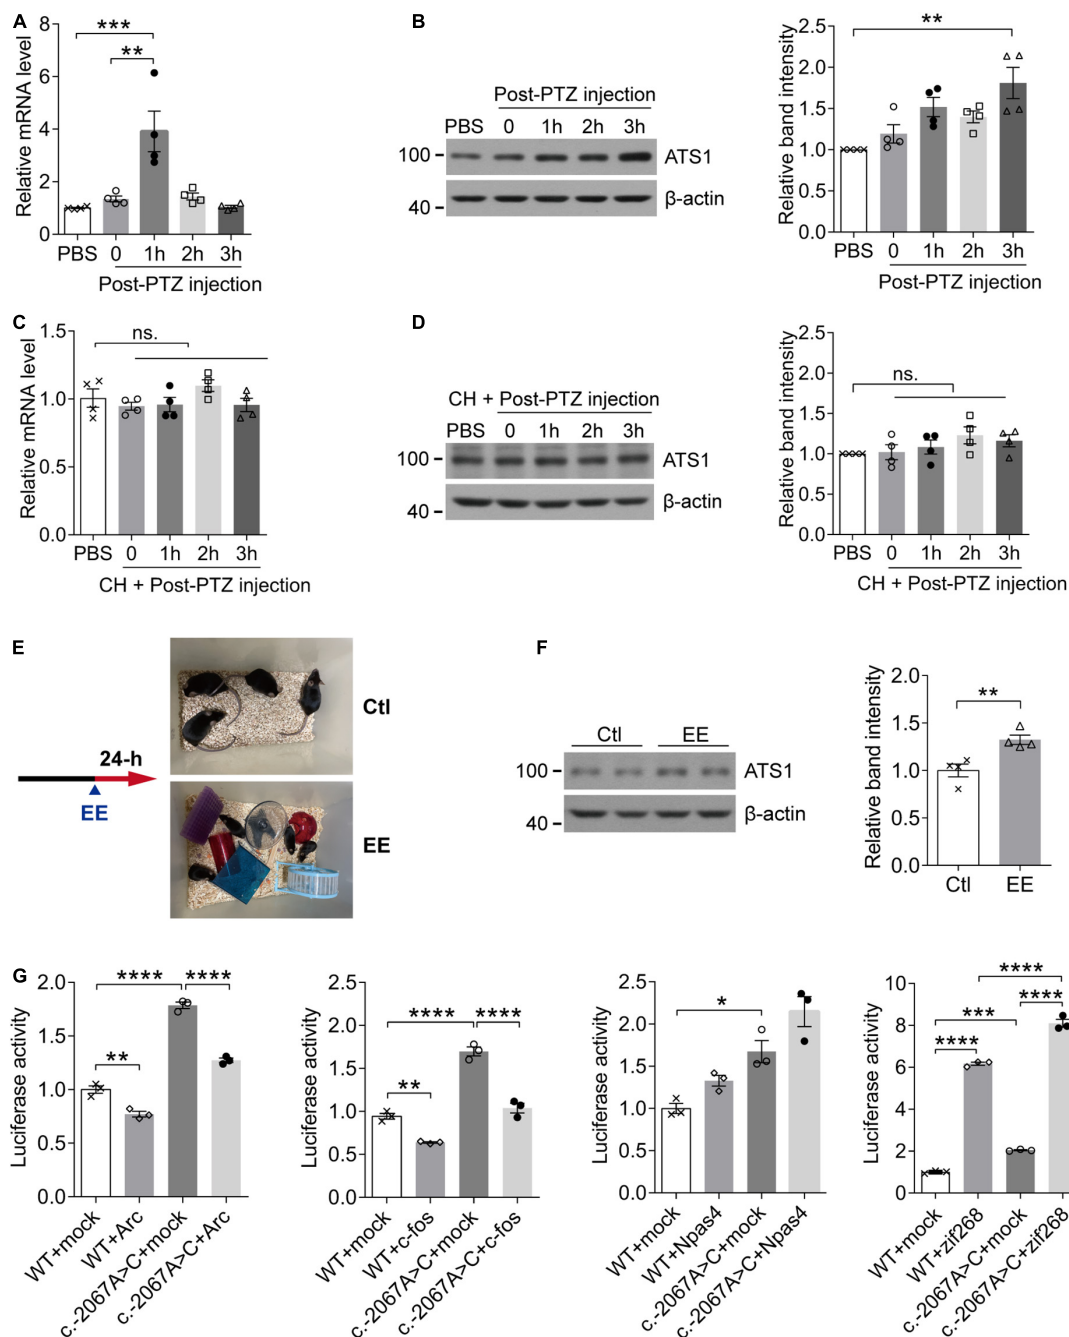 A
Relative mRNA level
8
6
4
2
0
***
**
PBS 0 1h 2h 3h
Post-PTZ injection
B
Post-PTZ injection
PBS 0 1h 2h 3h
100
ATS1
40
β-actin
Relative band intensity
2.5
2.0
1.5
1.0
0.5
0.0
**
PBS 0 1h 2h 3h
Post-PTZ injection
C
Relative mRNA level
1.5
1.0
0.5
0.0
ns.
PBS 0 1h 2h 3h
CH + Post-PTZ injection
D
CH + Post-PTZ injection
PBS 0 1h 2h 3h
100
ATS1
40
β-actin
Relative band intensity
2.5
2.0
1.5
1.0
0.5
0.0
ns.
PBS 0 1h 2h 3h
CH + Post-PTZ injection
E
24-h
EE
Ctl
EE
F
Ctl EE
100
ATS1
40
β-actin
Relative band intensity
2.0
1.5
1.0
0.5
0.0
**
Ctl EE
G
Luciferase activity
2.0
1.5
1.0
0.5
0.0
**** ****
**
WT+mock
WT+Arc
c.-2067A>C+mock
c.-2067A>C+Arc
Luciferase activity
2.5
2.0
1.5
1.0
0.5
0.0
**** ****
**
WT+mock
WT+c-fos
c.-2067A>C+mock
c.-2067A>C+c-fos
Luciferase activity
2.5
2.0
1.5
1.0
0.5
0.0
*
WT+mock
WT+Npas4
c.-2067A>C+mock
c.-2067A>C+Npas4
Luciferase activity
10
8
6
4
2
0
****
*** ****
****
WT+mock
WT+zif268
c.-2067A>C+mock
c.-2067A>C+zif268